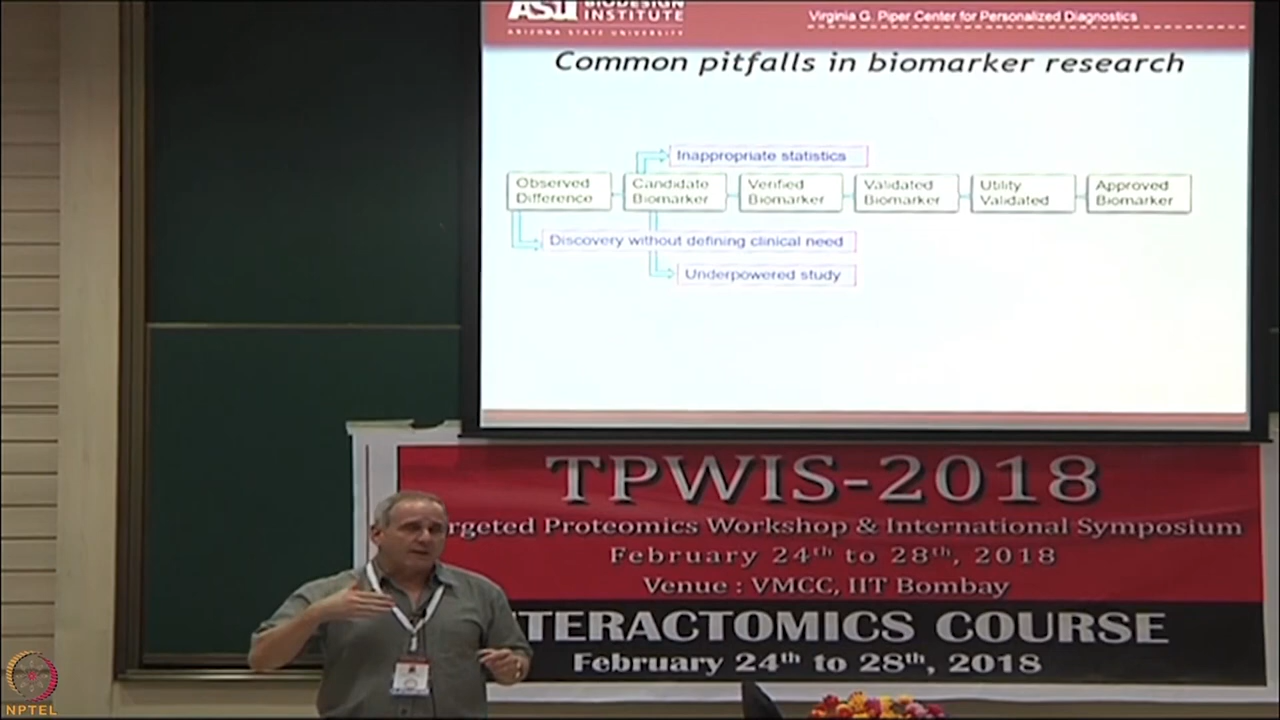 ASU BIODESIGN
INSTITUTE
ARIZONA STATE UNIVERSITY
Virginia G. Piper Center for Personalized Diagnostics
Common pitfalls in biomarker research
Inappropriate statistics
Observed
Difference
Candidate
Biomarker
Verified
Biomarker
Validated
Biomarker
Utility
Validated
Approved
Biomarker
Discovery without defining clinical need
Underpowered study
TPWIS-2018
rgeted Proteomics Workshop & International Symposium
February 24th to 28th, 2018
Venue : VMCC, IIT Bombay
TERACTOMICS COURSE
February 24th to 28th, 2018
NPTEL